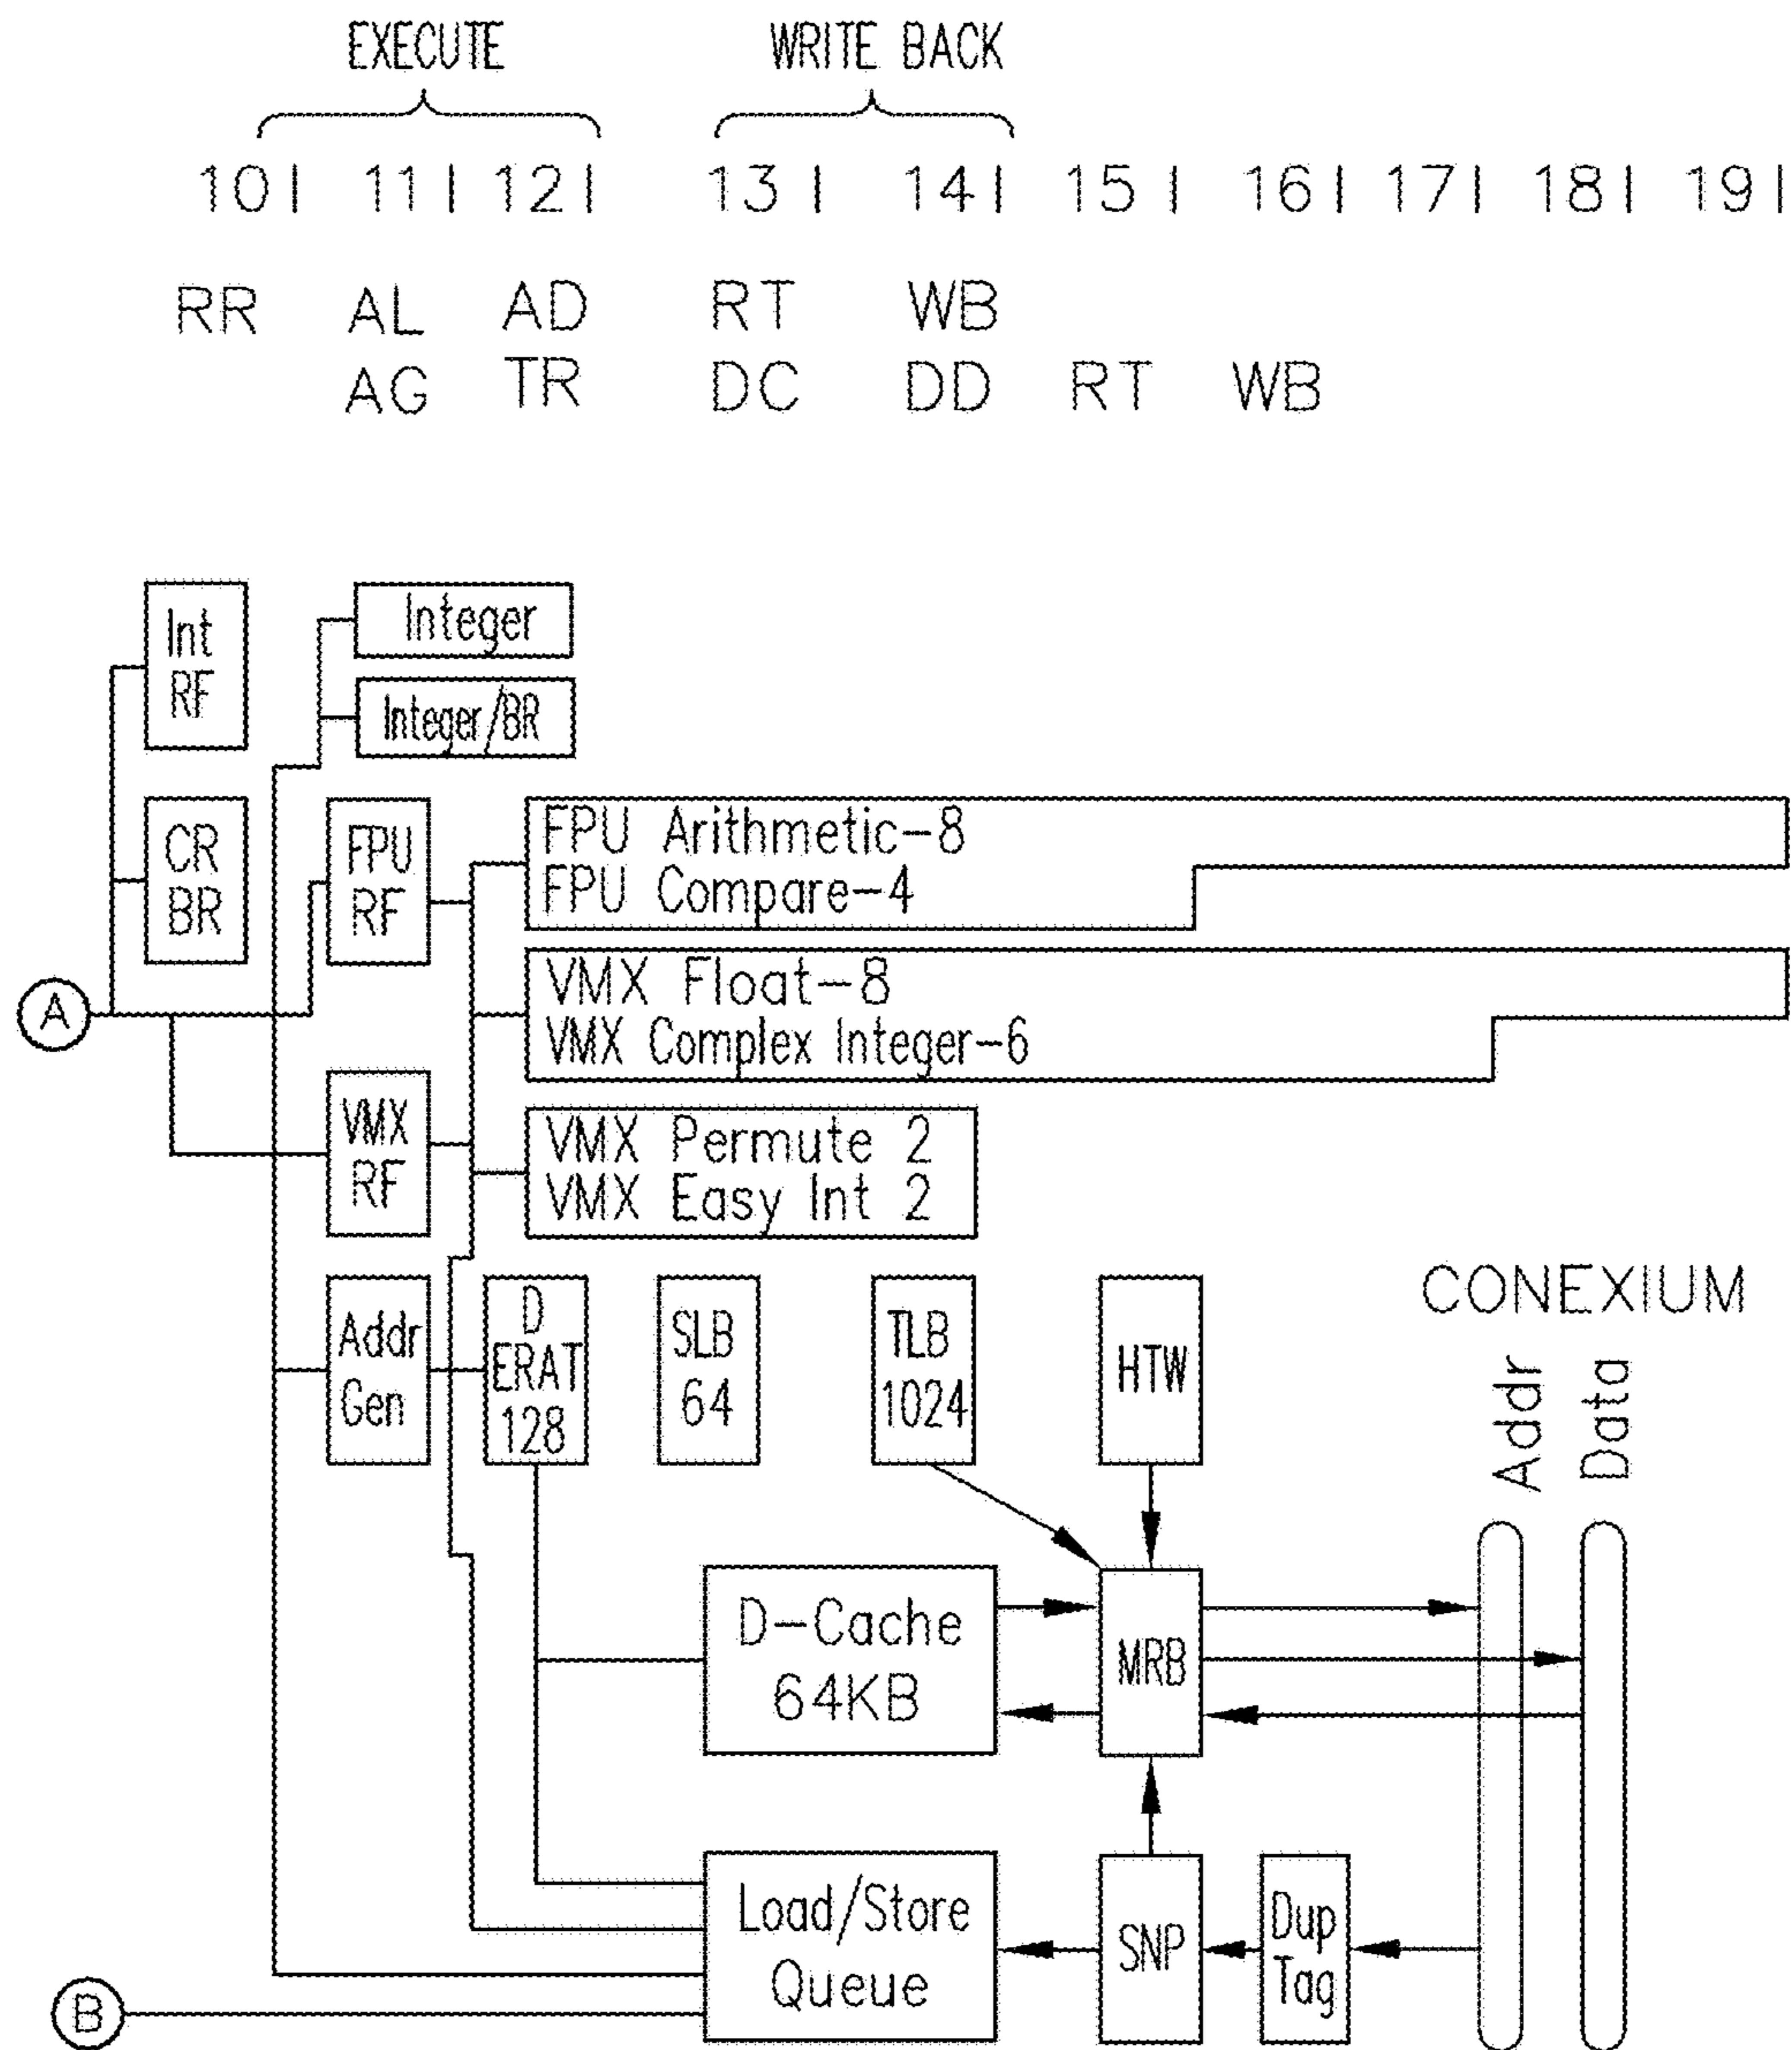 EXECUTE WRITE BACK
10| 11| 12| 13| 14| 15| 16| 17| 18| 19|
RR AL AD RT WB
AG TR DC DD RT WB
Int
RF
Integer
Integer/BR
CR
BR
FPU
RF
FPU Arithmetic-8
FPU Compare-4
A
VMX Float-8
VMX Complex Integer-6
VMX
RF
VMX Permute 2
VMX Easy Int 2
CONEXIUM
Addr
Gen
D
ERAT
128
SLB
64
TLB
1024
HTW
Addr
Data
D-Cache
64KB
MRB
Load/Store
Queue
SNP
Dup
Tag
B